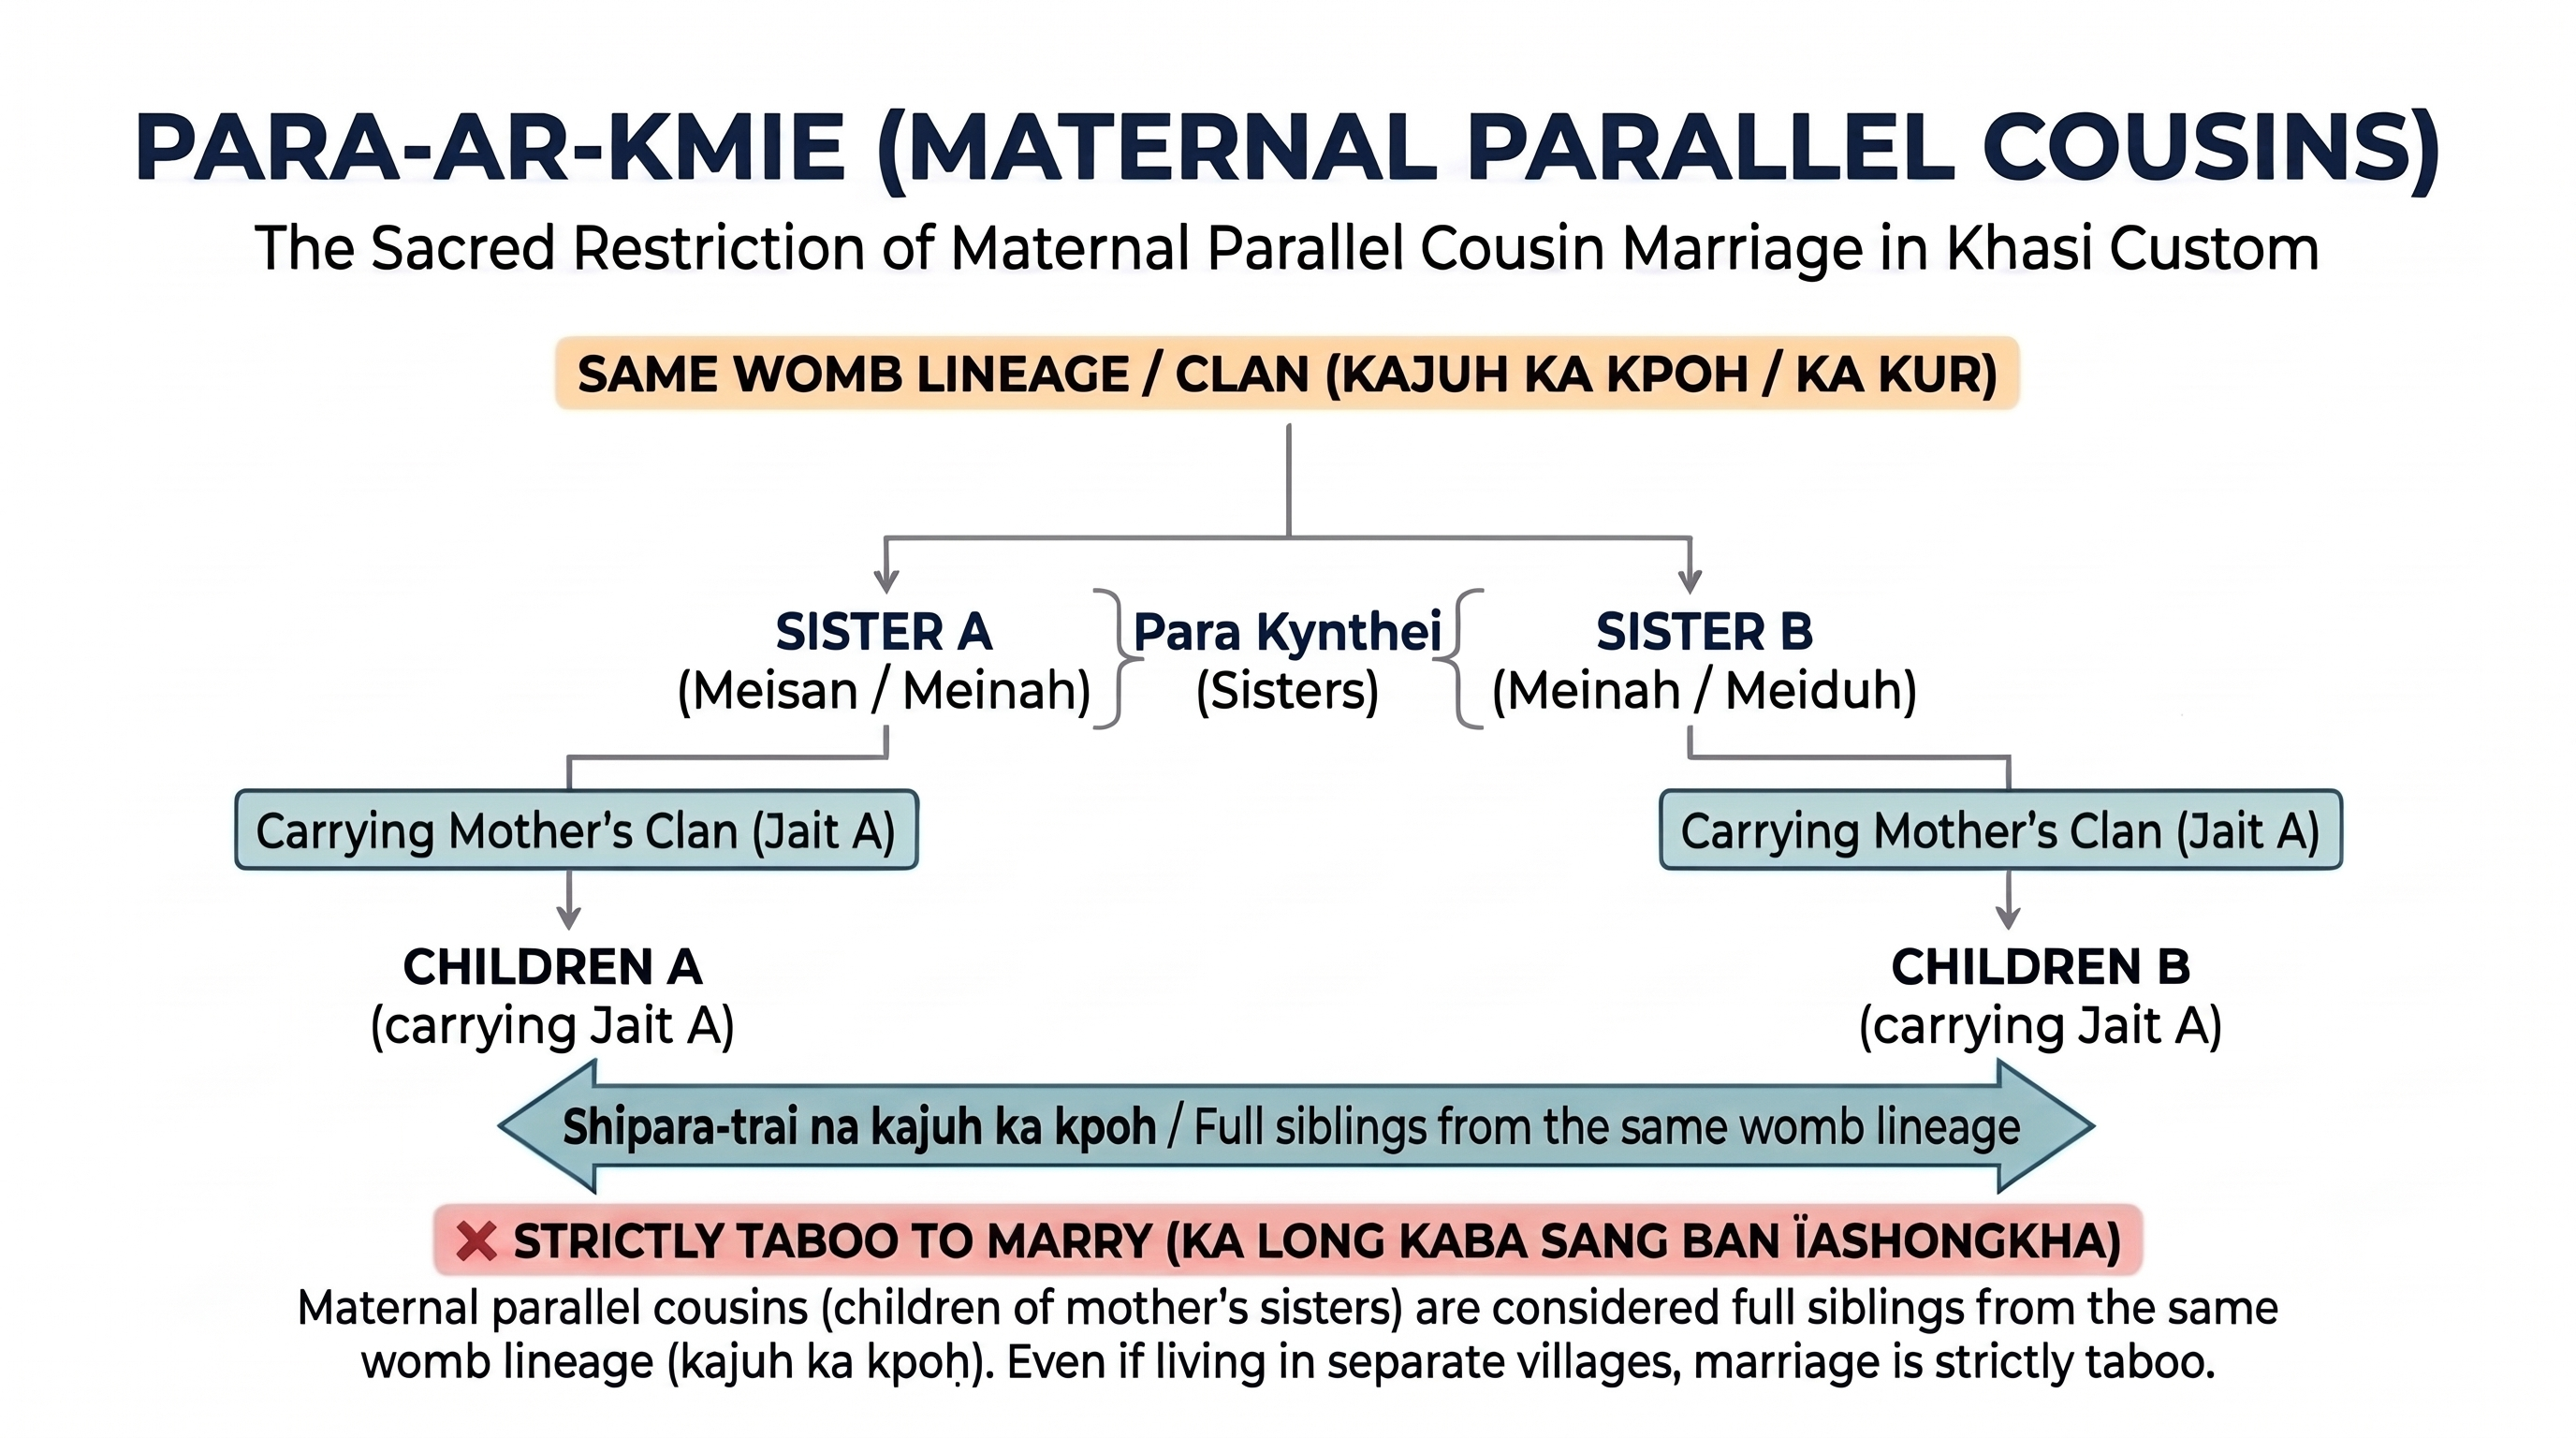 PARA-AR-KMIE (MATERNAL PARALLEL COUSINS)
The Sacred Restriction of Maternal Parallel Cousin Marriage in Khasi Custom
SAME WOMB LINEAGE / CLAN (KAJUH KA KPOH / KA KUR)
SISTER A
(Meisan / Meinah)
Para Kynthei
(Sisters)
SISTER B
(Meinah / Meiduh)
Carrying Mother’s Clan (Jait A)
Carrying Mother’s Clan (Jait A)
CHILDREN A
(carrying Jait A)
CHILDREN B
(carrying Jait A)
Shipara-trai na kajuh ka kpoh / Full siblings from the same womb lineage
❌ STRICTLY TABOO TO MARRY (KA LONG KABA SANG BAN ÏASHONGKHA)
Maternal parallel cousins (children of mother’s sisters) are considered full siblings from the same
womb lineage (kajuh ka kpoḥ). Even if living in separate villages, marriage is strictly taboo.